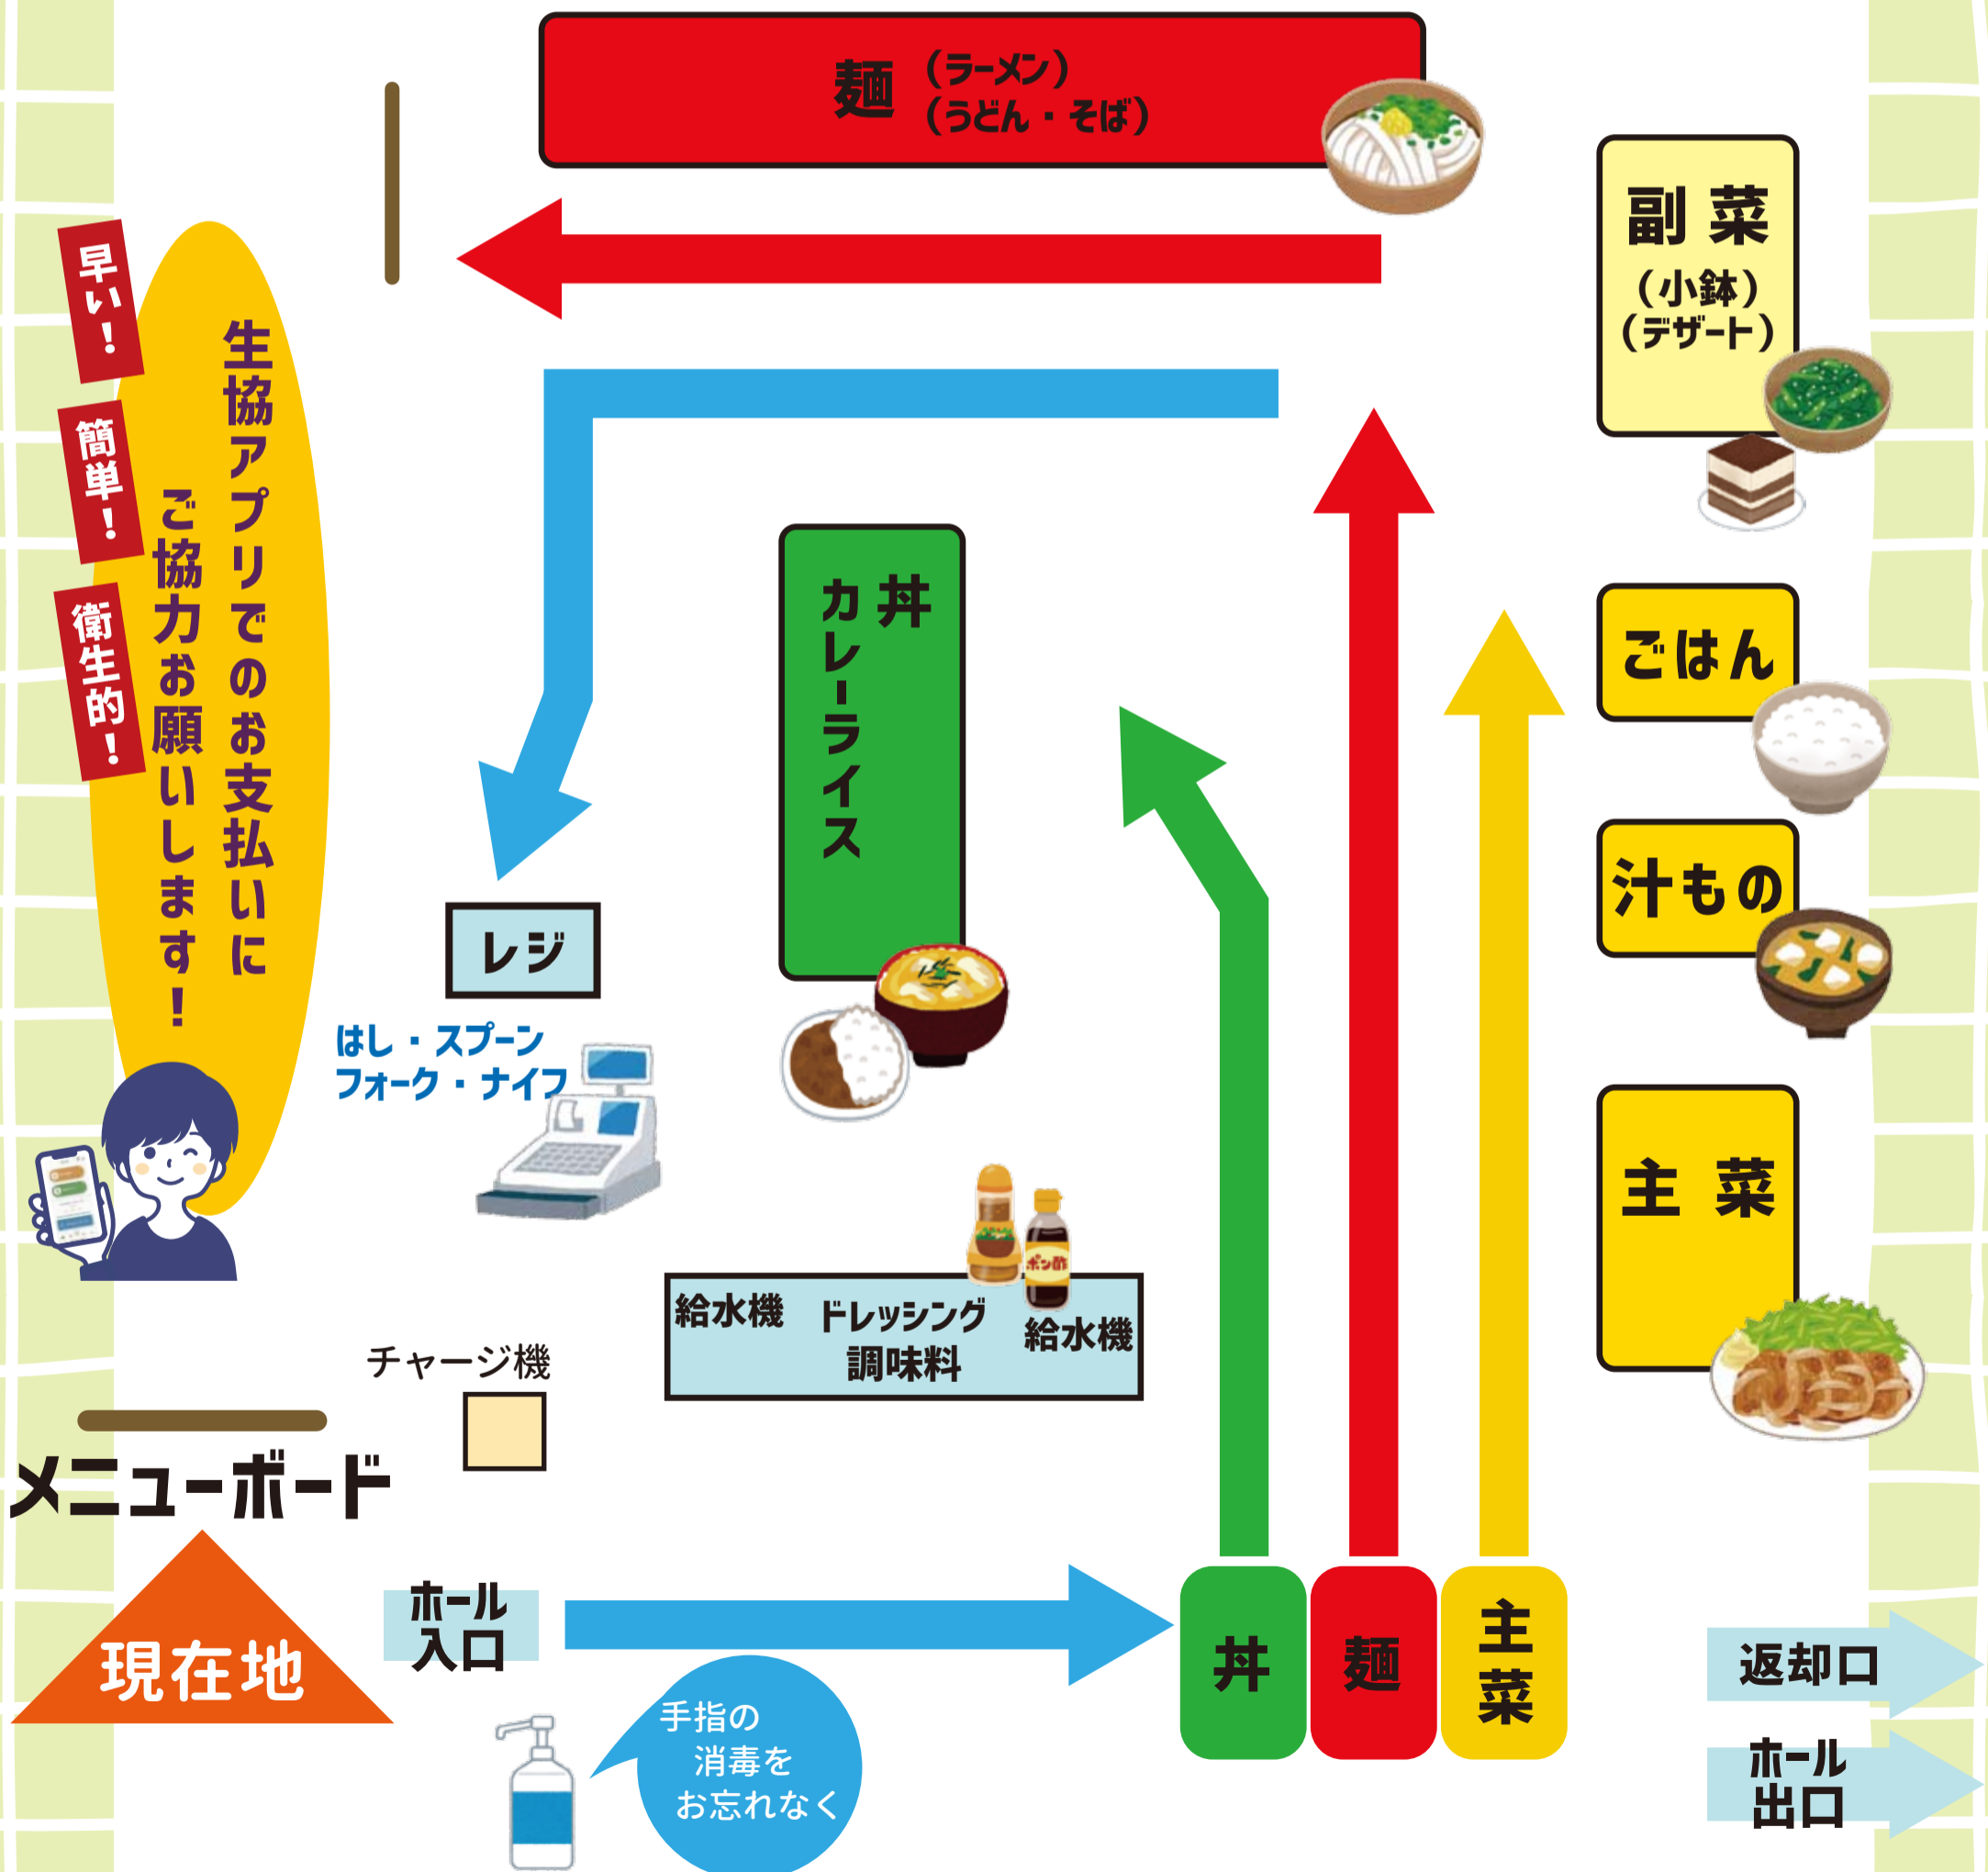 麺
（ラーメン）
（うどん・そば）
副菜
（小鉢）
（デザート）
早い！
簡単！
衛生的！
生協アプリでのお支払いに
ご協力お願いします！
丼
カレーライス
ごはん
汁もの
主菜
レジ
はし・スプーン
フォーク・ナイフ
ポン酢
給水機
ドレッシング
調味料
給水機
チャージ機
メニューボード
現在地
ホール
入口
手指の
消毒を
お忘れなく
丼
麺
主菜
返却口
ホール
出口